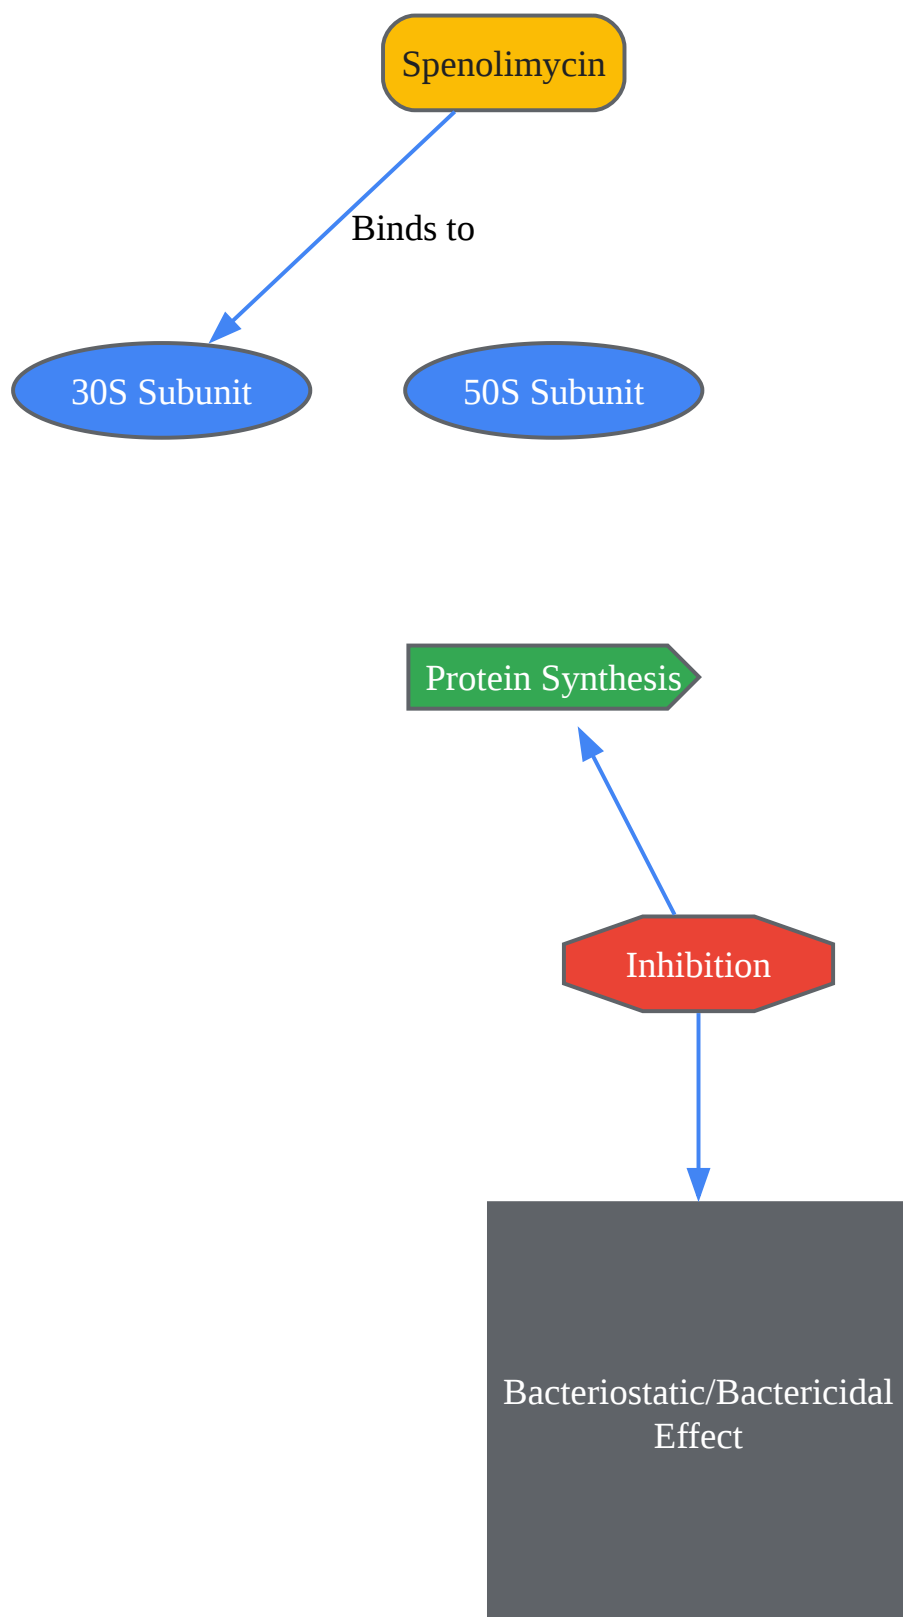 Spenolimycin
Binds to
30S Subunit
50S Subunit
Protein Synthesis
Inhibition
Bacteriostatic/Bactericidal
Effect